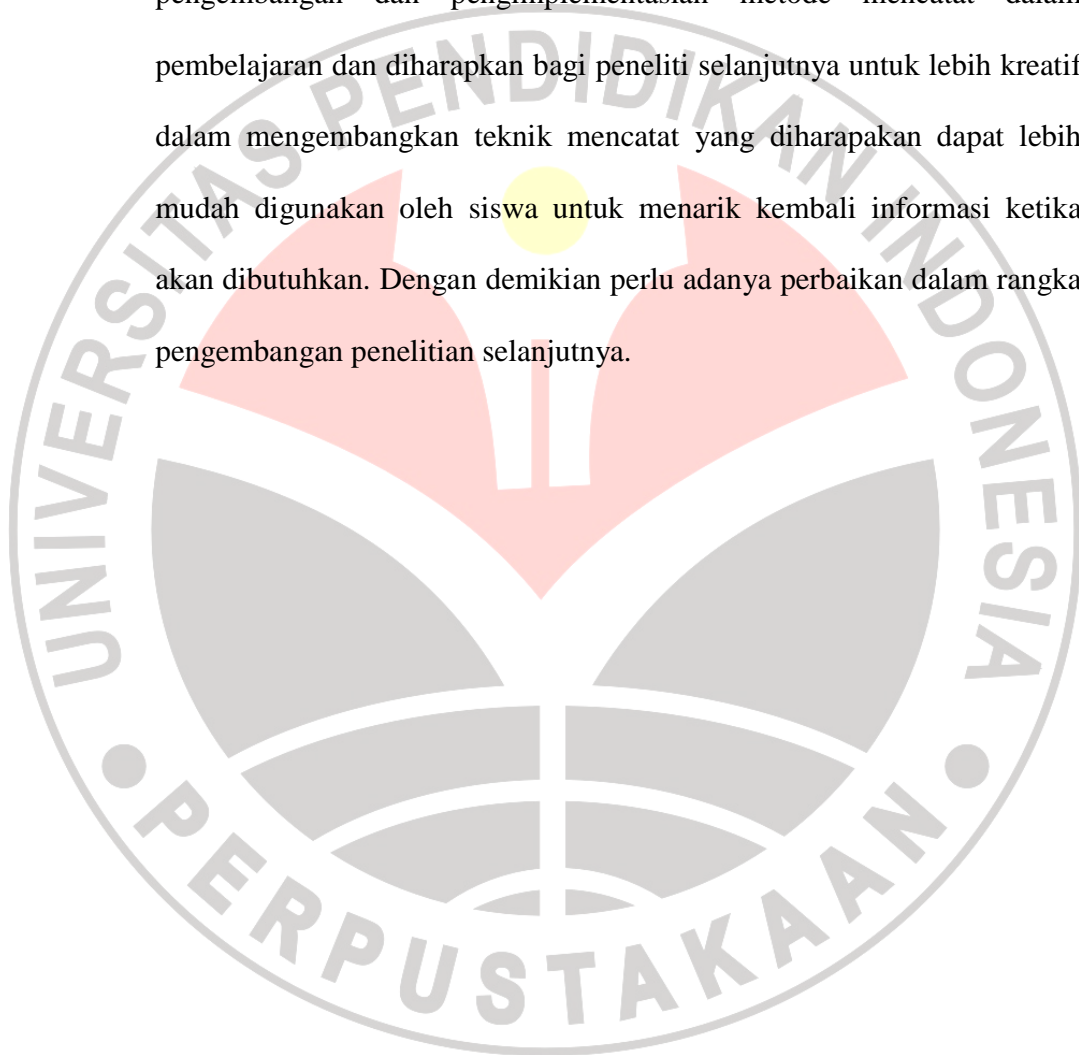 pengembangan dan pengimplementasian metode mencatat dalam
pembelajaran dan diharapkan bagi peneliti selanjutnya untuk lebih kreatif
dalam mengembangkan teknik mencatat yang diharapakan dapat lebih
mudah digunakan oleh siswa untuk menarik kembali informasi ketika
akan dibutuhkan. Dengan demikian perlu adanya perbaikan dalam rangka
pengembangan penelitian selanjutnya.
UNIVERSITAS PENDIDIKAN INDONESIA
PERPUSTAKAAN